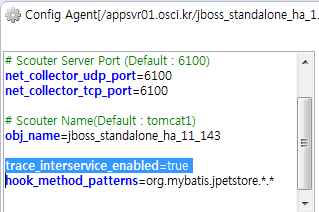 Config Agent[/appsvr01.osci.kr/jboss_standalone_ha_11_
# Scouter Server Port (Default : 6100)
net_collector_udp_port=6100
net_collector_tcp_port=6100
# Scouter Name(Default : tomcat1)
obj_name=jboss_standalone_ha_11_143
trace_interservice_enabled=true
hook_method_patterns=org.mybatis.jpetstore.*.*